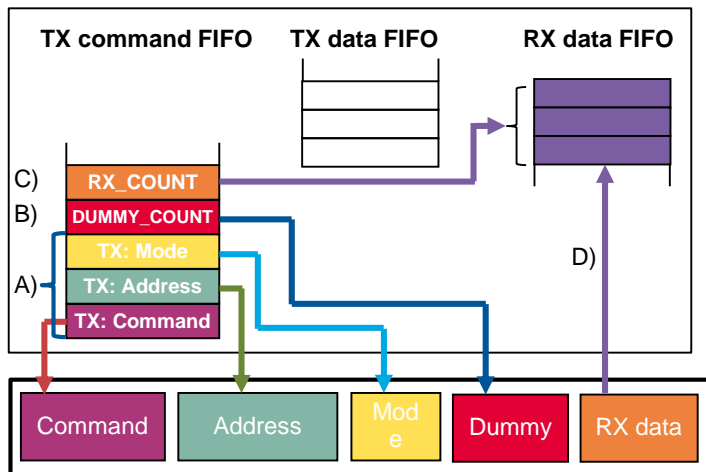 TX command FIFO
TX data FIFO
RX data FIFO
C)
RX_COUNT
B)
DUMMY_COUNT
A)
TX: Mode
TX: Address
TX: Command
D)
Command
Address
Mod
e
Dummy
RX data